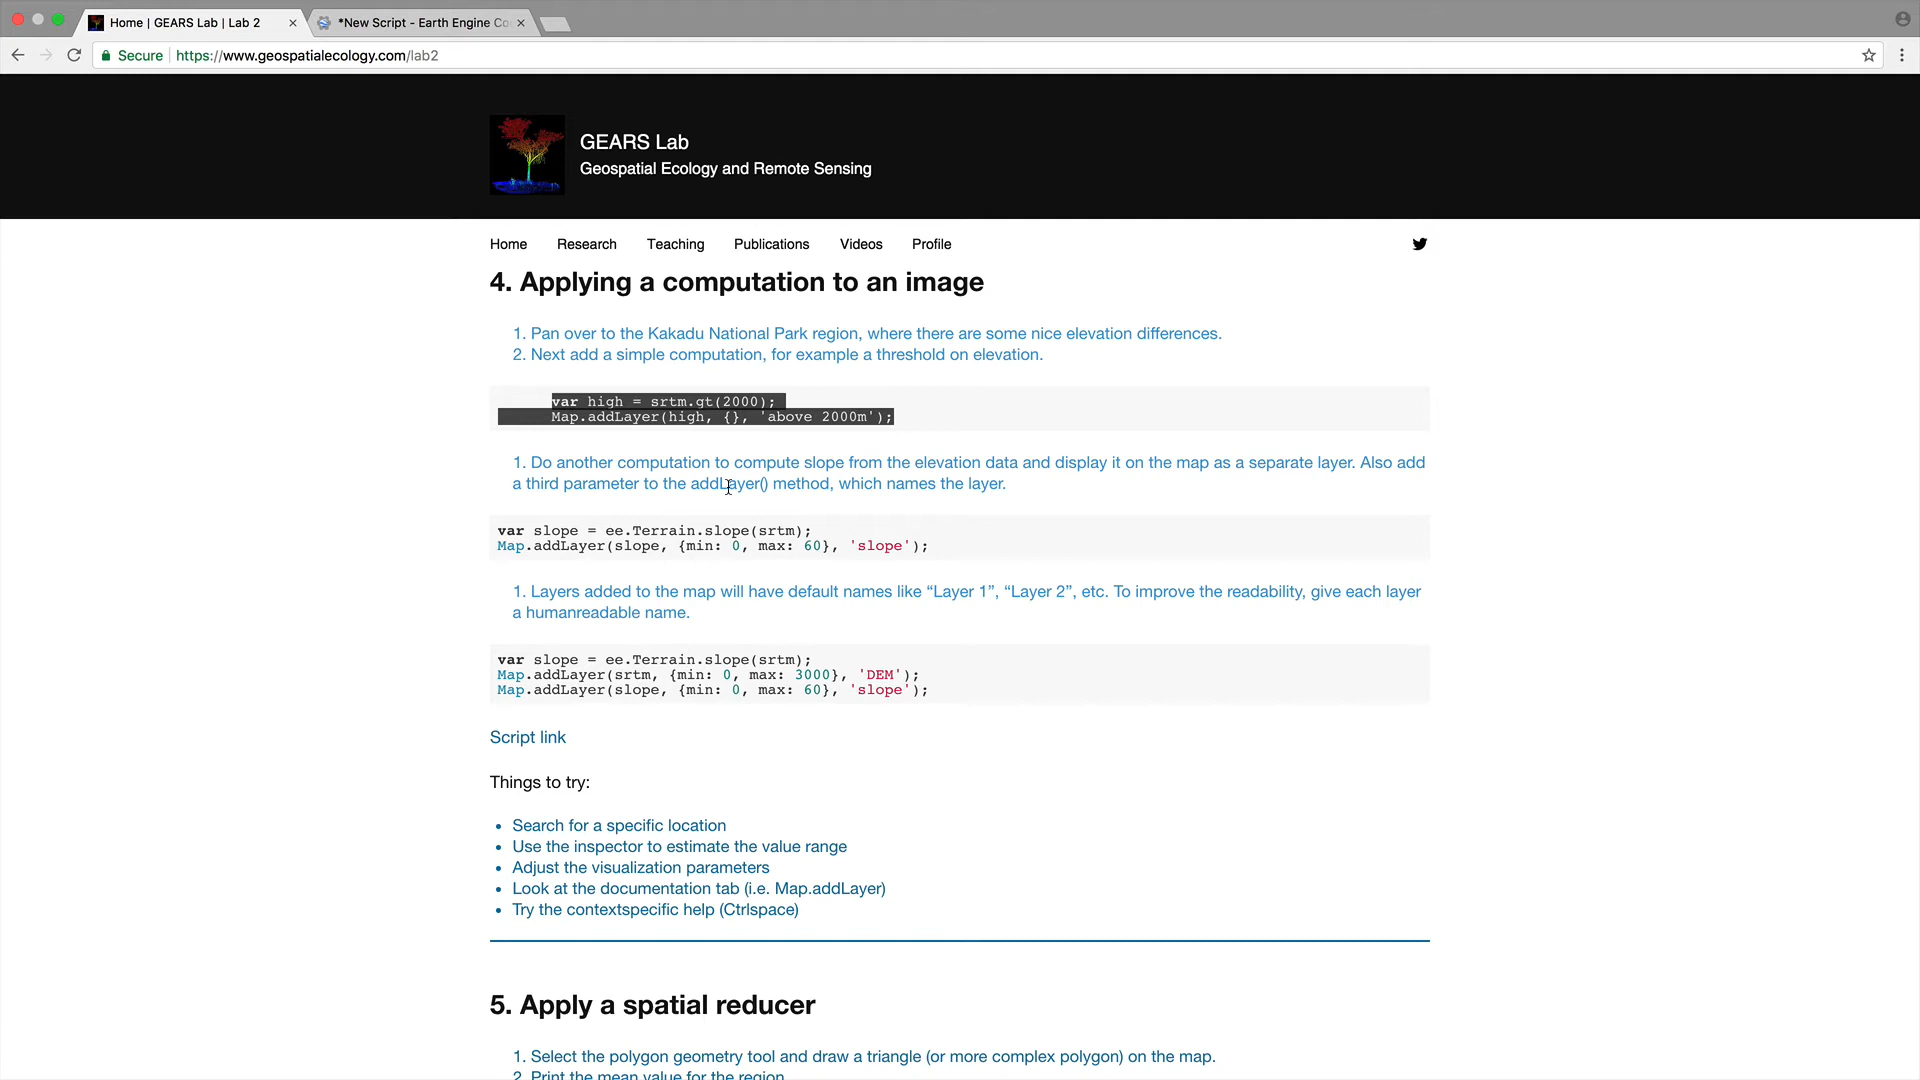 Home | GEARS Lab | Lab 2
*New Script - Earth Engine Co
Secure https://www.geospatialecology.com/lab2
GEARS Lab
Geospatial Ecology and Remote Sensing
Home Research Teaching Publications Videos Profile
4. Applying a computation to an image
1. Pan over to the Kakadu National Park region, where there are some nice elevation differences.
2. Next add a simple computation, for example a threshold on elevation.
var high = srtm.gt(2000);
Map.addLayer(high, {}, 'above 2000m');
1. Do another computation to compute slope from the elevation data and display it on the map as a separate layer. Also add
a third parameter to the addLayer() method, which names the layer.
var slope = ee.Terrain.slope(srtm);
Map.addLayer(slope, {min: 0, max: 60}, 'slope');
1. Layers added to the map will have default names like “Layer 1”, “Layer 2”, etc. To improve the readability, give each layer
a humanreadable name.
var slope = ee.Terrain.slope(srtm);
Map.addLayer(srtm, {min: 0, max: 3000}, 'DEM');
Map.addLayer(slope, {min: 0, max: 60}, 'slope');
Script link
Things to try:
• Search for a specific location
• Use the inspector to estimate the value range
• Adjust the visualization parameters
• Look at the documentation tab (i.e. Map.addLayer)
• Try the contextspecific help (Ctrlspace)
5. Apply a spatial reducer
1. Select the polygon geometry tool and draw a triangle (or more complex polygon) on the map.
2. Print the mean value for the region